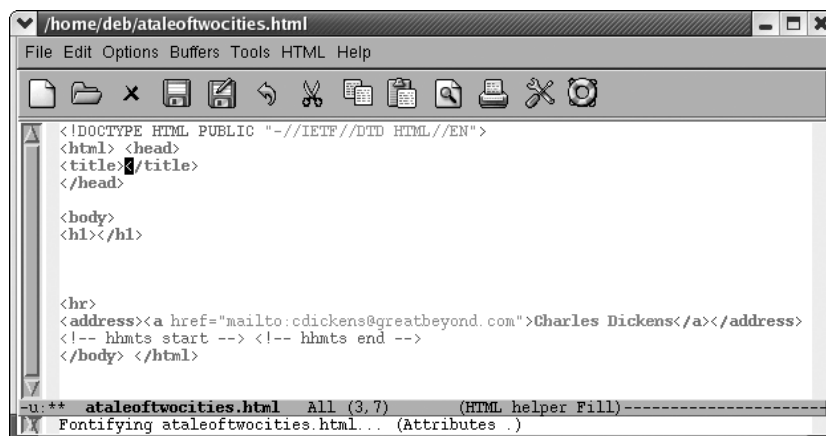 /home/deb/ataleoftwocities.html
File Edit Options Buffers Tools HTML Help
<!DOCTYPE HTML PUBLIC "-//IETF//DTD HTML//EN">
<html> <head>
<title></title>
</head>
<body>
<h1></h1>
<hr>
<address><a href="mailto:cdickens@greatbeyond.com">Charles Dickens</a></address>
<!-- hhmts start --> <!-- hhmts end -->
</body> </html>
-u:** ataleoftwocities.html All (3,7) (HTML helper Fill)----------------------
Fontifying ataleoftwocities.html... (Attributes .)